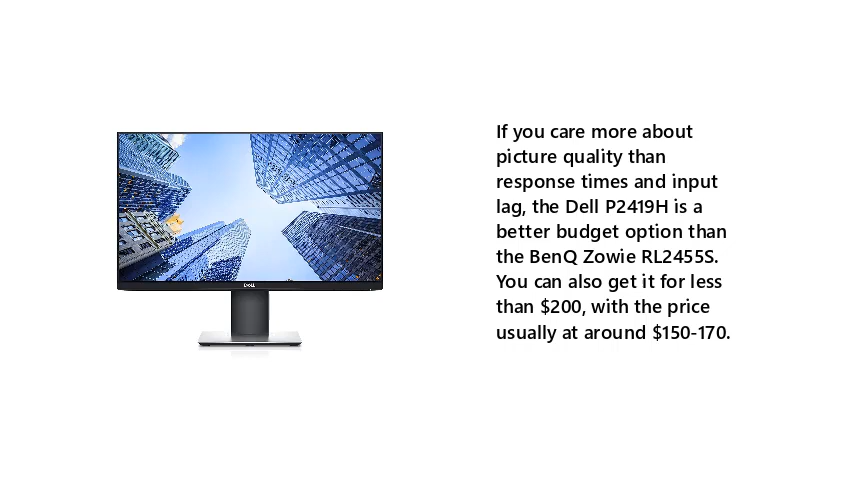 If you care more about
picture quality than
response times and input
lag, the Dell P2419H is a
better budget option than
the BenQ Zowie RL2455S.
You can also get it for less
than $200, with the price
usually at around $150-170.
DELL